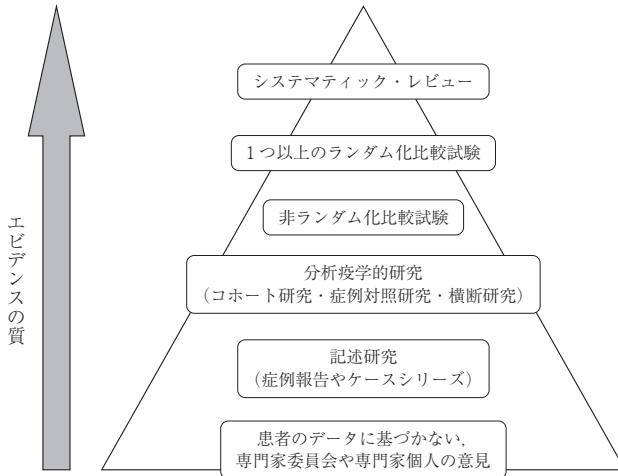 エビデンスの質
システマティック・レビュー
１つ以上のランダム化比較試験
非ランダム化比較試験
分析疫学的研究
（コホート研究・症例対照研究・横断研究）
記述研究
（症例報告やケースシリーズ）
患者のデータに基づかない，
専門家委員会や専門家個人の意見